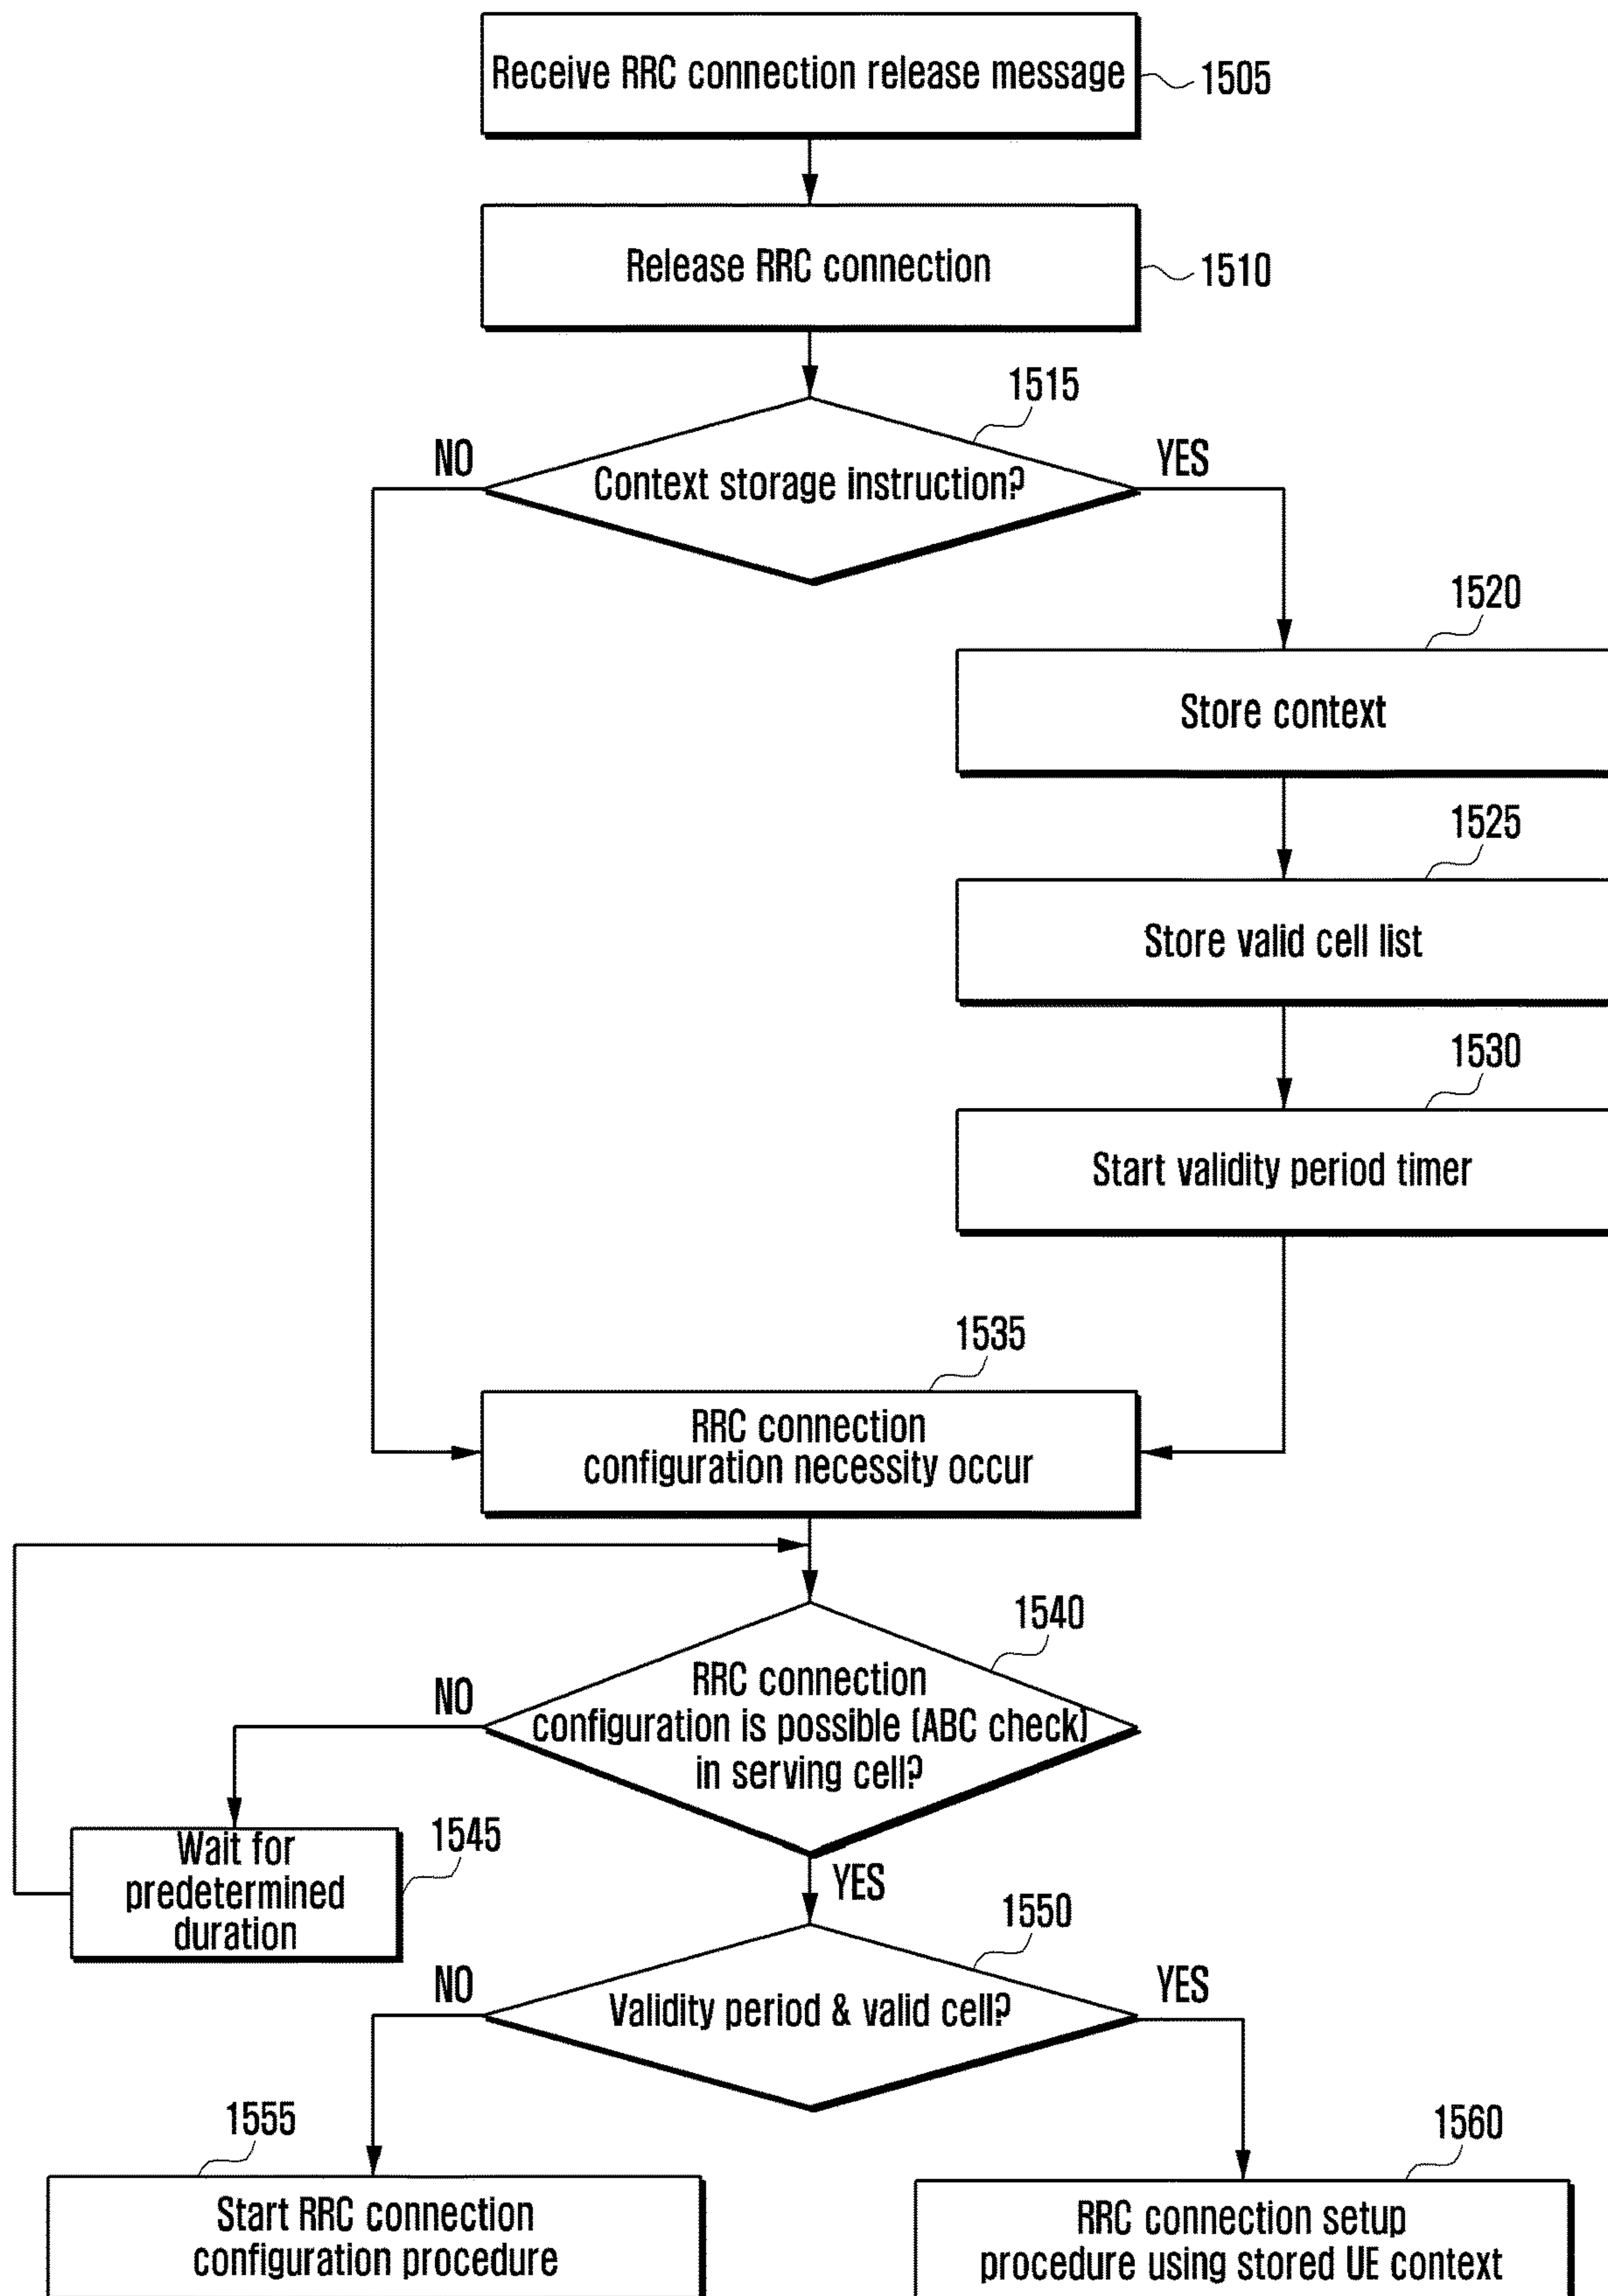 Receive RRC connection release message
1505
Release RRC connection
1510
1515
NO
YES
Context storage instruction?
1520
Store context
1525
Store valid cell list
1530
Start validity period timer
1535
RRC connection
configuration necessity occur
1540
NO
RRC connection
configuration is possible (ABC check)
in serving cell?
1545
Wait for
predetermined
duration
YES
1550
NO
YES
Validity period & valid cell?
1555
Start RRC connection
configuration procedure
1560
RRC connection setup
procedure using stored UE context